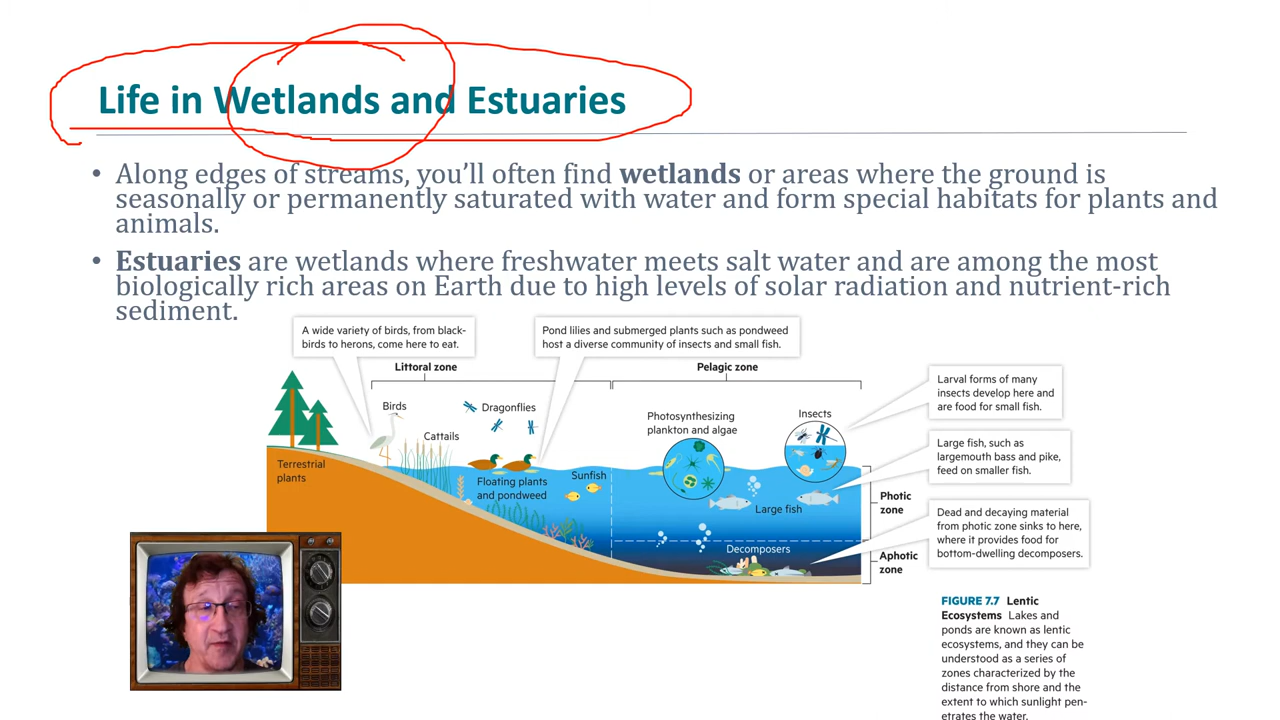 Life in Wetlands and Estuaries
• Along edges of streams, you’ll often find wetlands or areas where the ground is
seasonally or permanently saturated with water and form special habitats for plants and
animals.
• Estuaries are wetlands where freshwater meets salt water and are among the most
biologically rich areas on Earth due to high levels of solar radiation and nutrient-rich
sediment.
A wide variety of birds, from black-
birds to herons, come here to eat.
Pond lilies and submerged plants such as pondweed
host a diverse community of insects and small fish.
Littoral zone
Pelagic zone
Larval forms of many
insects develop here and
are food for small fish.
Birds
Dragonflies
Cattails
Photosynthesizing
plankton and algae
Insects
Large fish, such as
largemouth bass and pike,
feed on smaller fish.
Terrestrial
plants
Floating plants
and pondweed
Sunfish
Large fish
Photic
zone
Dead and decaying material
from photic zone sinks to here,
where it provides food for
bottom-dwelling decomposers.
Decomposers
Aphotic
zone
FIGURE 7.7 Lentic
Ecosystems Lakes and
ponds are known as lentic
ecosystems, and they can be
understood as a series of
zones characterized by the
distance from shore and the
extent to which sunlight pen-
etrates the water.